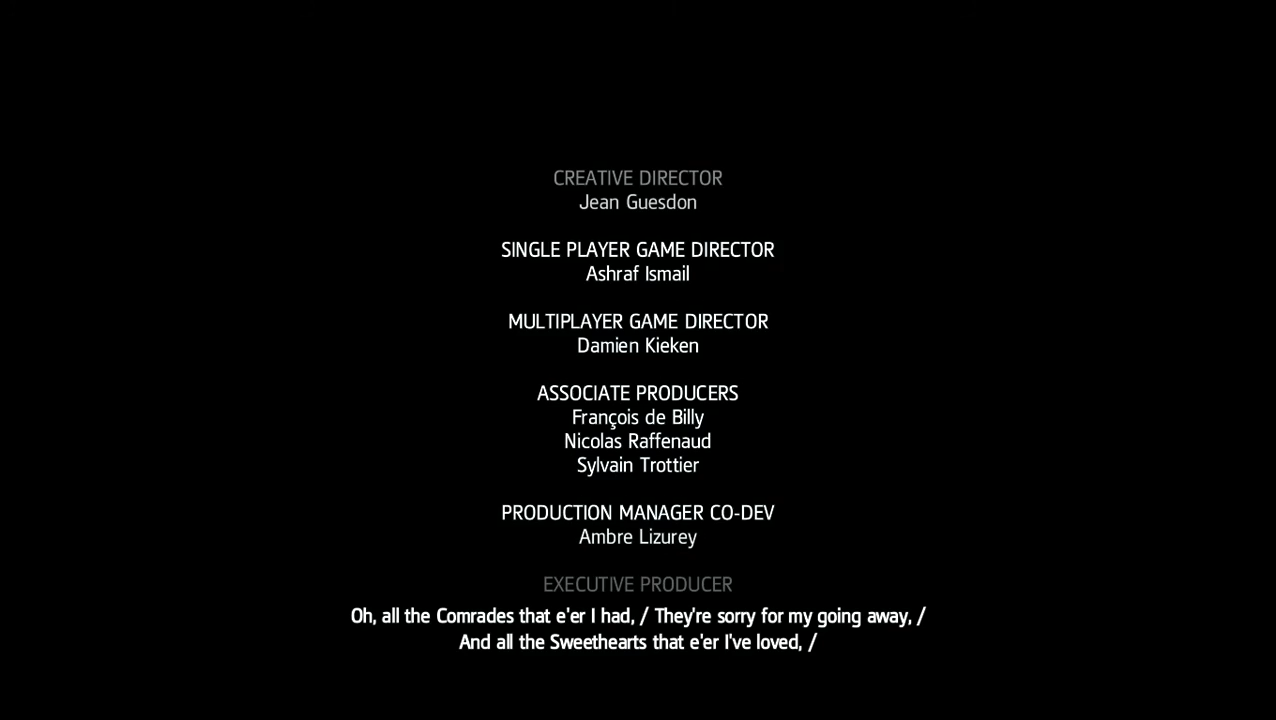 CREATIVE DIRECTOR
Jean Guesdon
SINGLE PLAYER GAME DIRECTOR
Ashraf Ismail
MULTIPLAYER GAME DIRECTOR
Damien Kieken
ASSOCIATE PRODUCERS
François de Billy
Nicolas Raffenaud
Sylvain Trottier
PRODUCTION MANAGER CO-DEV
Ambre Lizurey
EXECUTIVE PRODUCER
Oh, all the Comrades that e'er I had, / They're sorry for my going away, /
And all the Sweethearts that e'er I've loved, /